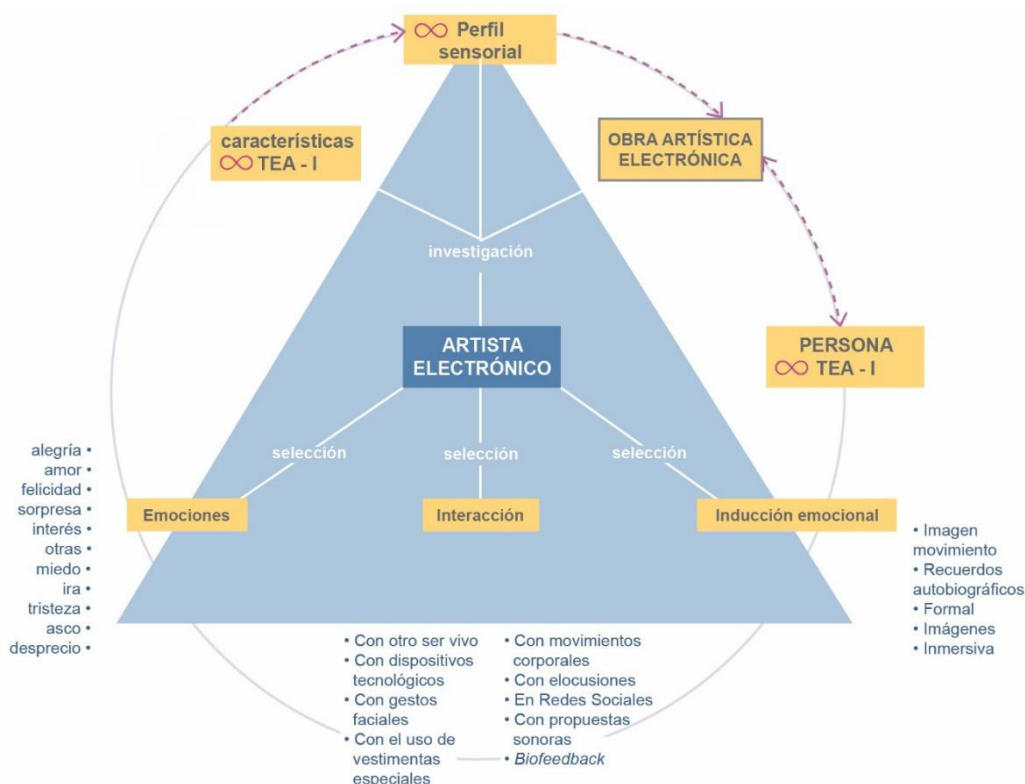 Perfil
sensorial
características
TEA - I
OBRA ARTÍSTICA
ELECTRÓNICA
investigación
ARTISTA
ELECTRÓNICO
PERSONA
TEA - I
selección
selección
selección
Emociones
Interacción
Inducción emocional
alegría •
amor •
felicidad •
sorpresa •
interés •
otras •
miedo •
ira •
tristeza •
asco •
desprecio •
• Con otro ser vivo
• Con dispositivos
tecnológicos
• Con gestos
faciales
• Con el uso de
vestimentas
especiales
• Con movimientos
corporales
• Con elocusiones
• En Redes Sociales
• Con propuestas
sonoras
• Biofeedback
• Imagen
movimiento
• Recuerdos
autobiográficos
• Formal
• Imágenes
• Inmersiva